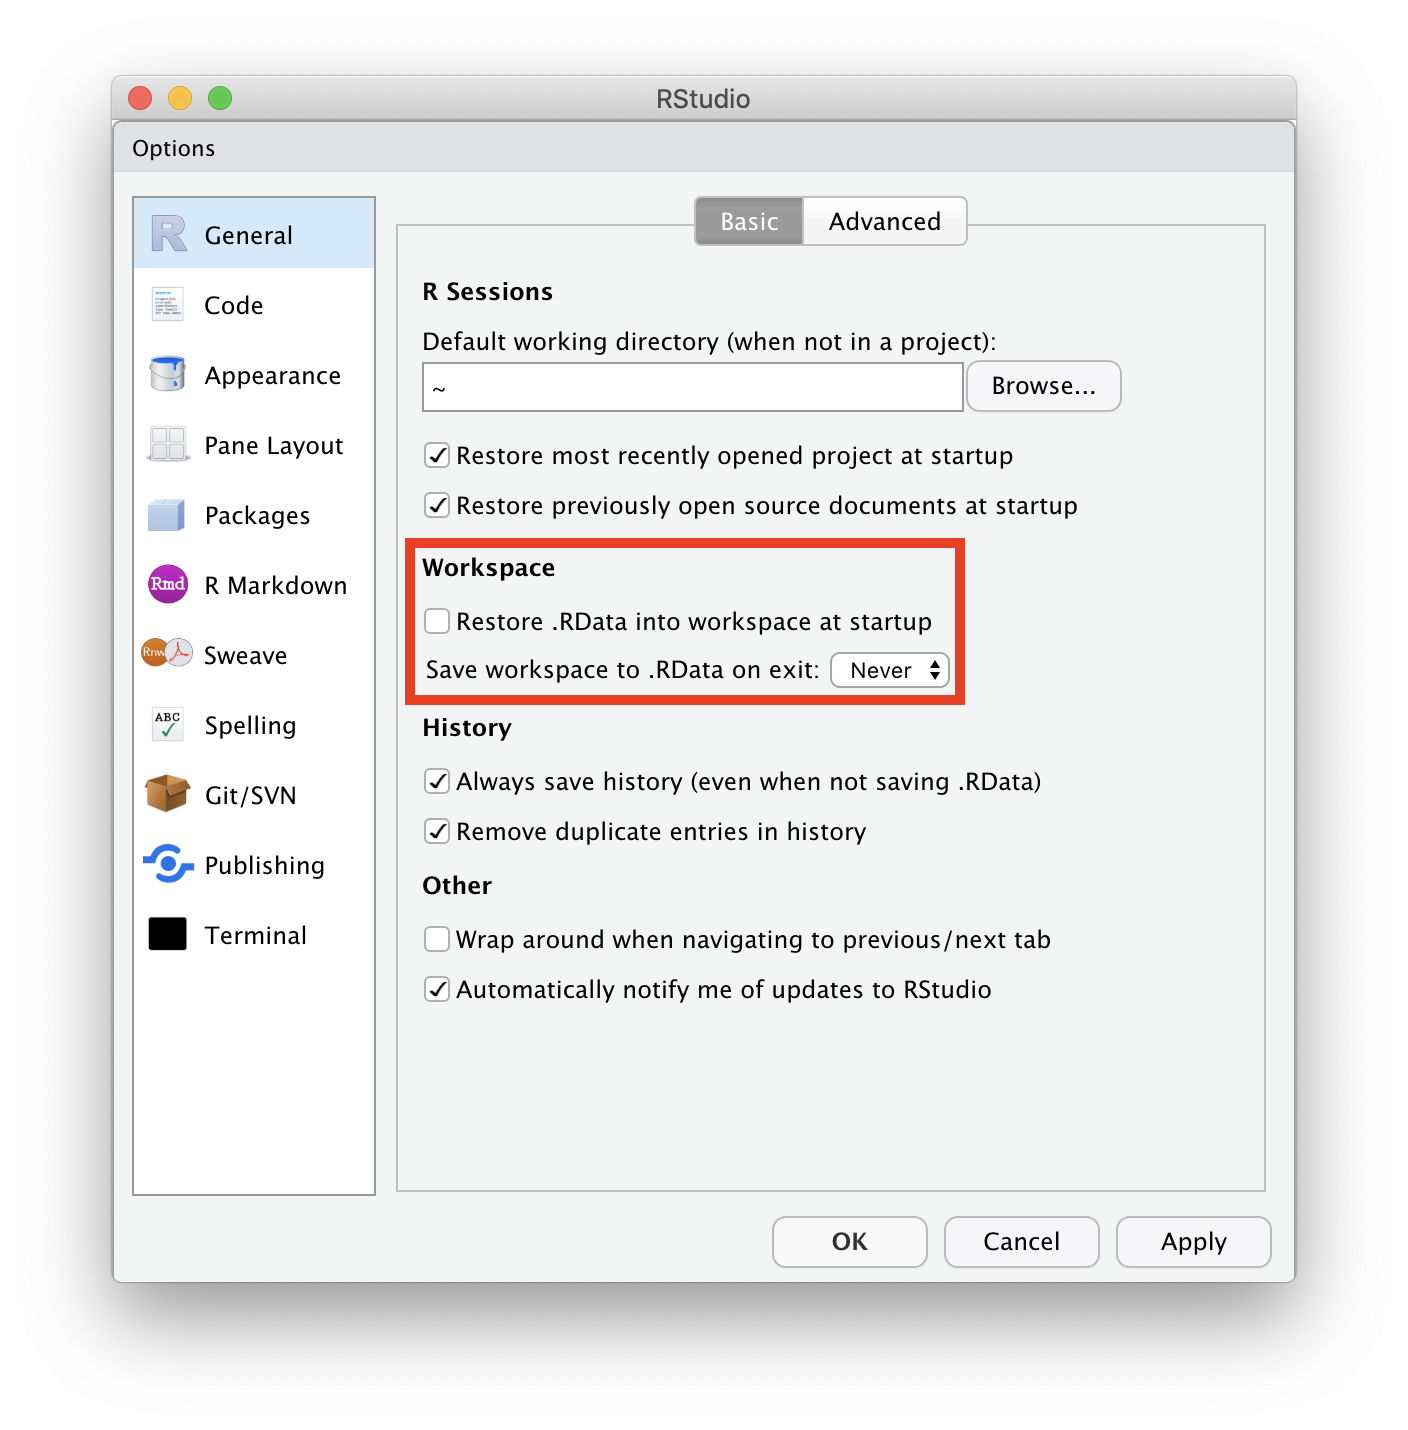 RStudio
Options
General
Code
Appearance
Pane Layout
Packages
Rmd
R Markdown
Rnw
Sweave
ABC
Spelling
Git/SVN
Publishing
Terminal
Basic
Advanced
R Sessions
Default working directory (when not in a project):
~
Browse...
Restore most recently opened project at startup
Restore previously open source documents at startup
Workspace
Restore .RData into workspace at startup
Save workspace to .RData on exit: Never
History
Always save history (even when not saving .RData)
Remove duplicate entries in history
Other
Wrap around when navigating to previous/next tab
Automatically notify me of updates to RStudio
OK
Cancel
Apply